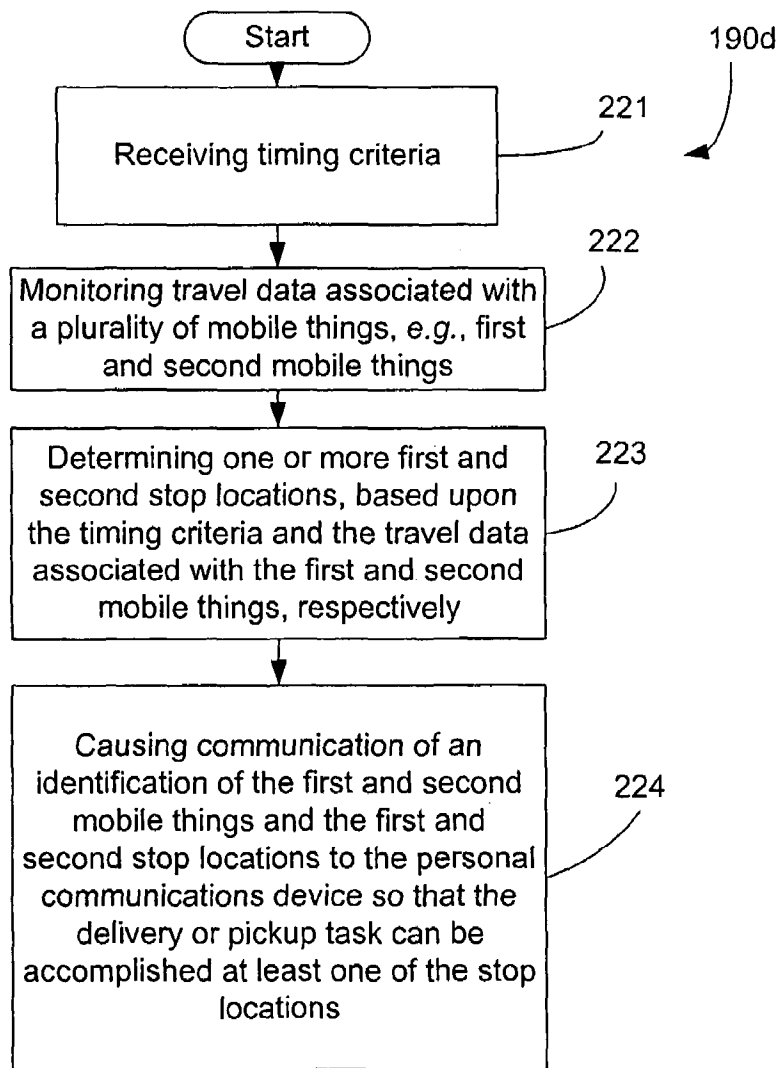 Start
190d
221
Receiving timing criteria
222
Monitoring travel data associated with
a plurality of mobile things, e.g., first
and second mobile things
223
Determining one or more first and
second stop locations, based upon
the timing criteria and the travel data
associated with the first and second
mobile things, respectively
224
Causing communication of an
identification of the first and second
mobile things and the first and
second stop locations to the personal
communications device so that the
delivery or pickup task can be
accomplished at least one of the stop
locations